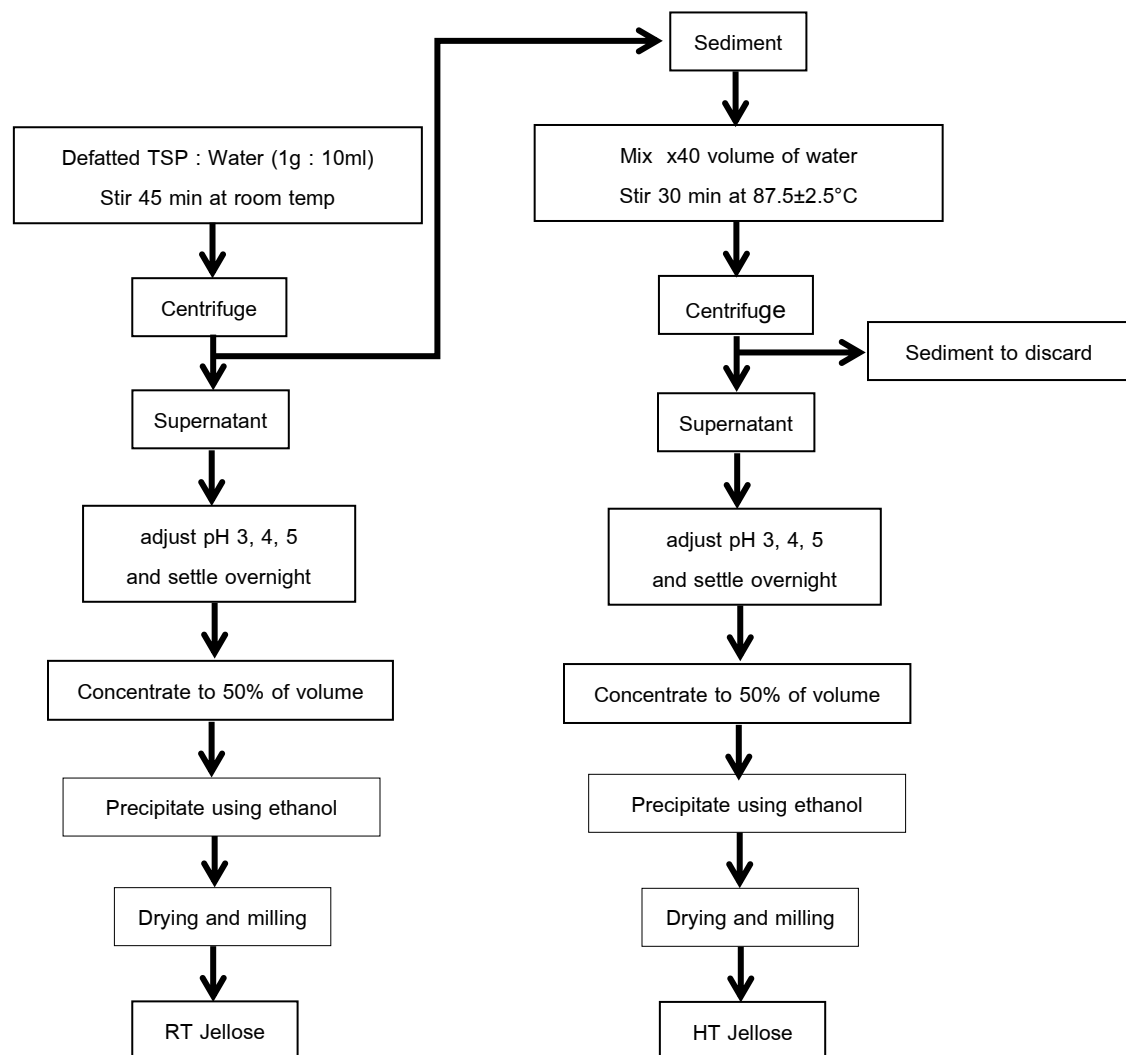 Defatted TSP : Water (1g : 10ml)
Stir 45 min at room temp
Centrifuge
Supernatant
adjust pH 3, 4, 5
and settle overnight
Concentrate to 50% of volume
Precipitate using ethanol
Drying and milling
RT Jellose
Sediment
Mix x40 volume of water
Stir 30 min at 87.5±2.5°C
Centrifuge
Sediment to discard
Supernatant
adjust pH 3, 4, 5
and settle overnight
Concentrate to 50% of volume
Precipitate using ethanol
Drying and milling
HT Jellose